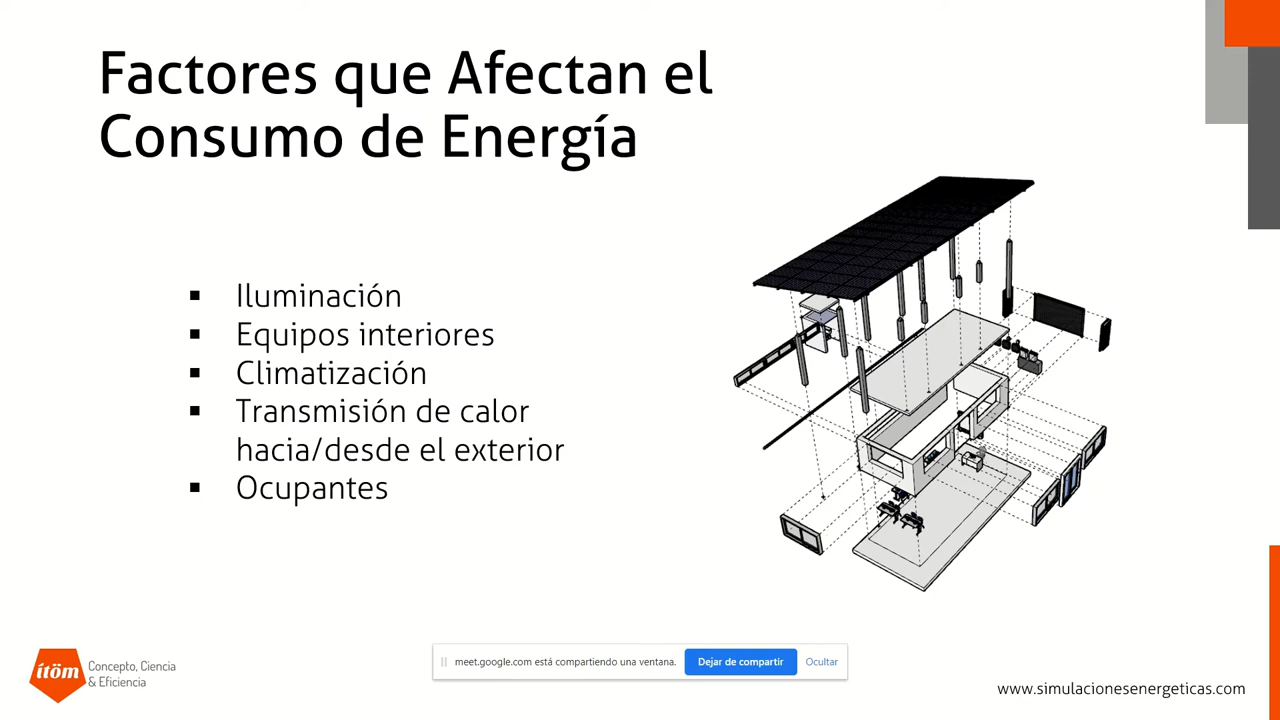 Factores que Afectan el
Consumo de Energía
▪ Iluminación
▪ Equipos interiores
▪ Climatización
▪ Transmisión de calor
hacia/desde el exterior
▪ Ocupantes
ítöm
Concepto, Ciencia
& Eficiencia
meet.google.com está compartiendo una ventana.
Dejar de compartir
Ocultar
www.simulacionesenergeticas.com